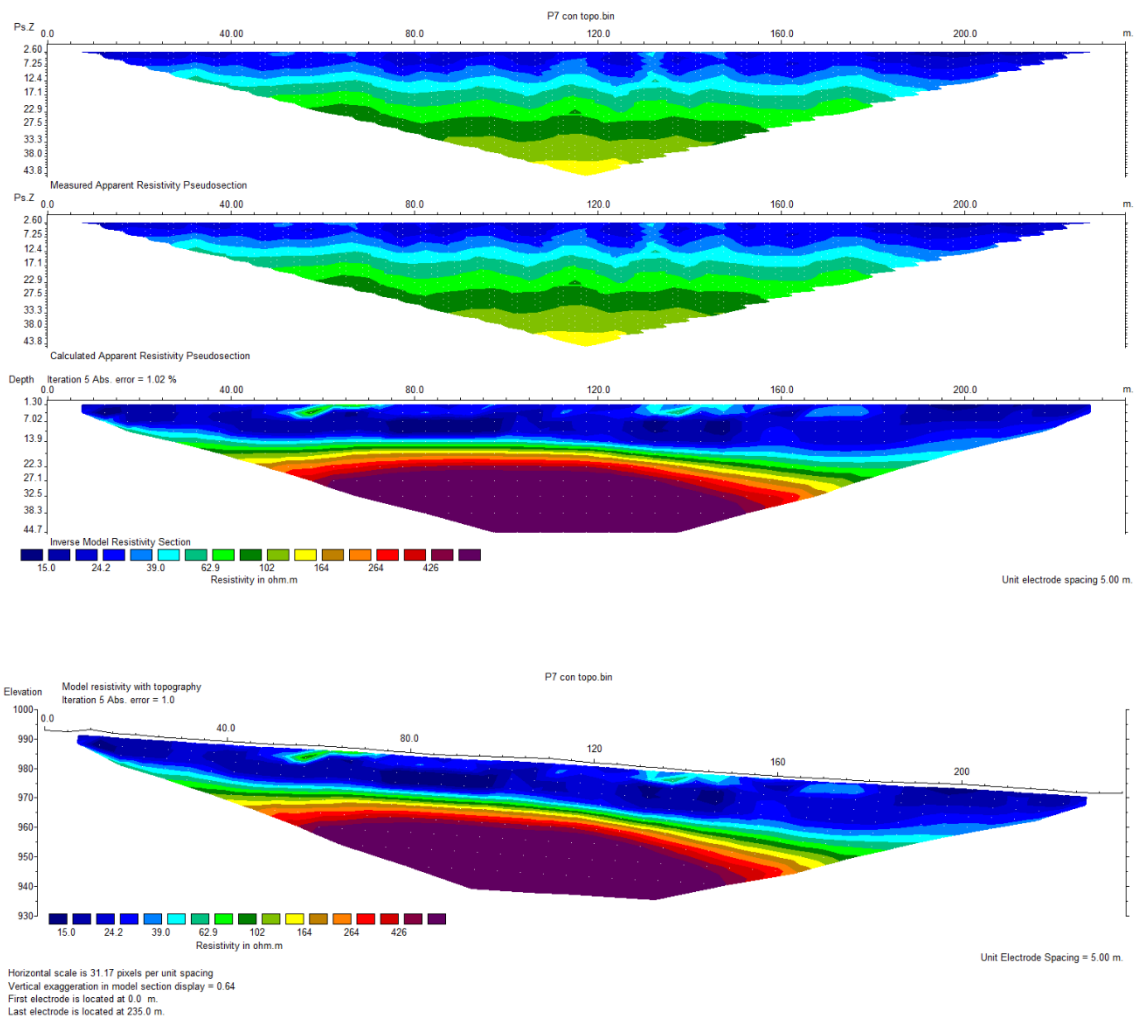 P7 con topo.bin
Ps.Z 0.0 40.00 80.0 120.0 160.0 200.0 m.
2.60
7.25
12.4
17.1
22.9
27.5
33.3
38.0
43.8
Measured Apparent Resistivity Pseudosection
Ps.Z 0.0 40.00 80.0 120.0 160.0 200.0 m.
2.60
7.25
12.4
17.1
22.9
27.5
33.3
38.0
43.8
Calculated Apparent Resistivity Pseudosection
Depth Iteration 5 Abs. error = 1.02 %
0.0 40.00 80.0 120.0 160.0 200.0 m.
1.30
7.02
13.9
22.3
27.1
32.5
38.3
44.7
Inverse Model Resistivity Section
15.0 24.2 39.0 62.9 102 164 264 426
Resistivity in ohm.m
Unit electrode spacing 5.00 m.
P7 con topo.bin
Elevation Model resistivity with topography
Iteration 5 Abs. error = 1.0
1000
990
980
970
960
950
940
930
0.0 40.0 80.0 120 160 200
15.0 24.2 39.0 62.9 102 164 264 426
Resistivity in ohm.m
Unit Electrode Spacing = 5.00 m.
Horizontal scale is 31.17 pixels per unit spacing
Vertical exaggeration in model section display = 0.64
First electrode is located at 0.0 m.
Last electrode is located at 235.0 m.